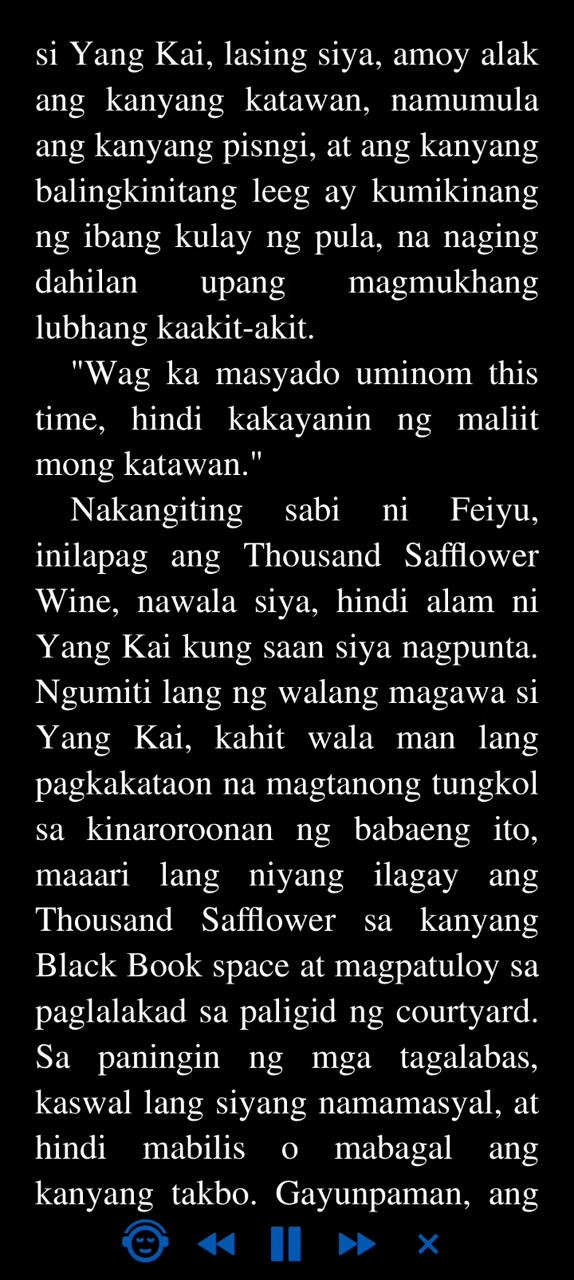 si Yang Kai, lasing siya, amoy alak
ang kanyang katawan, namumula
ang kanyang pisngi, at ang kanyang
balingkinitang leeg ay kumikinang
ng ibang kulay ng pula, na naging
dahilan upang magmukhang
lubhang kaakit-akit.
"Wag ka masyado uminom this
time, hindi kakayanin ng maliit
mong katawan."
Nakangiting sabi ni Feiyu,
inilapag ang Thousand Safflower
Wine, nawala siya, hindi alam ni
Yang Kai kung saan siya nagpunta.
Ngumiti lang ng walang magawa si
Yang Kai, kahit wala man lang
pagkakataon na magtanong tungkol
sa kinaroroonan ng babaeng ito,
maaari lang niyang ilagay ang
Thousand Safflower sa kanyang
Black Book space at magpatuloy sa
paglalakad sa paligid ng courtyard.
Sa paningin ng mga tagalabas,
kaswal lang siyang namamasyal, at
hindi mabilis o mabagal ang
kanyang takbo. Gayunpaman, ang